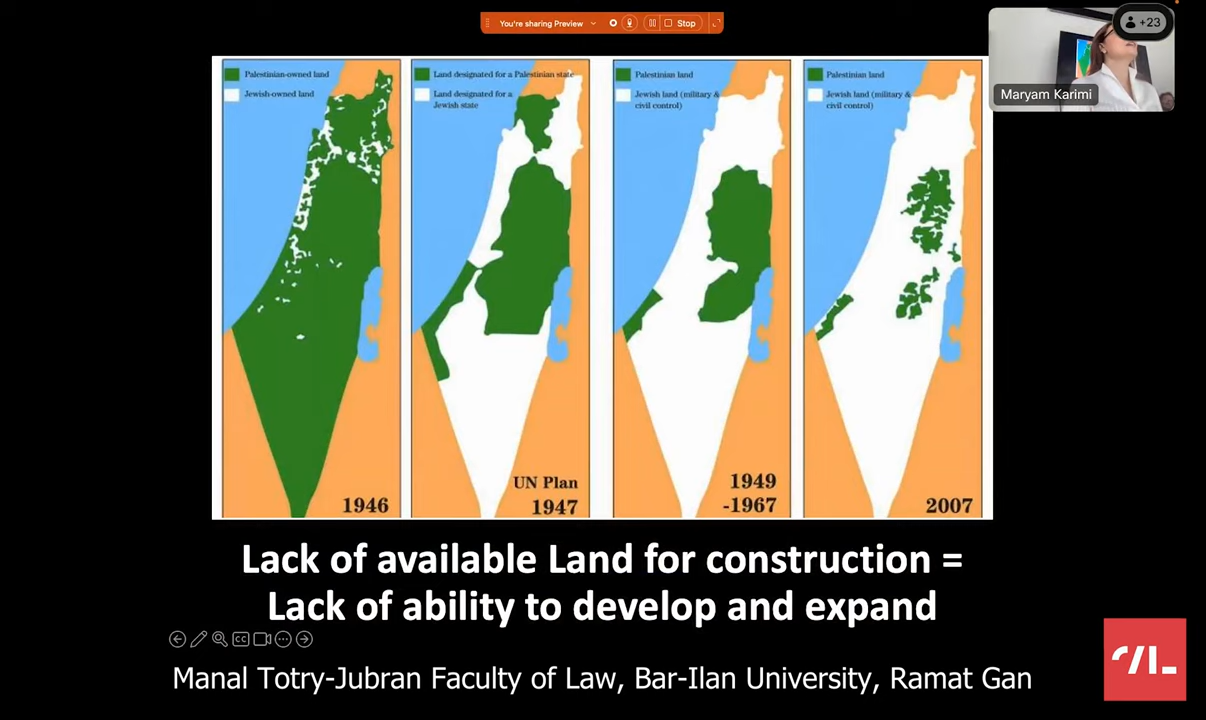 You're sharing Preview
Stop
+23
Maryam Karimi
Palestinian-owned land
Jewish-owned land
1946
Land designated for a Palestinian state
Land designated for a
Jewish state
UN Plan
1947
Palestinian land
Jewish land (military &
civil control)
1949
-1967
Palestinian land
Jewish land (military &
civil control)
2007
Lack of available Land for construction =
Lack of ability to develop and expand
CC
Manal Totry-Jubran Faculty of Law, Bar-Ilan University, Ramat Gan